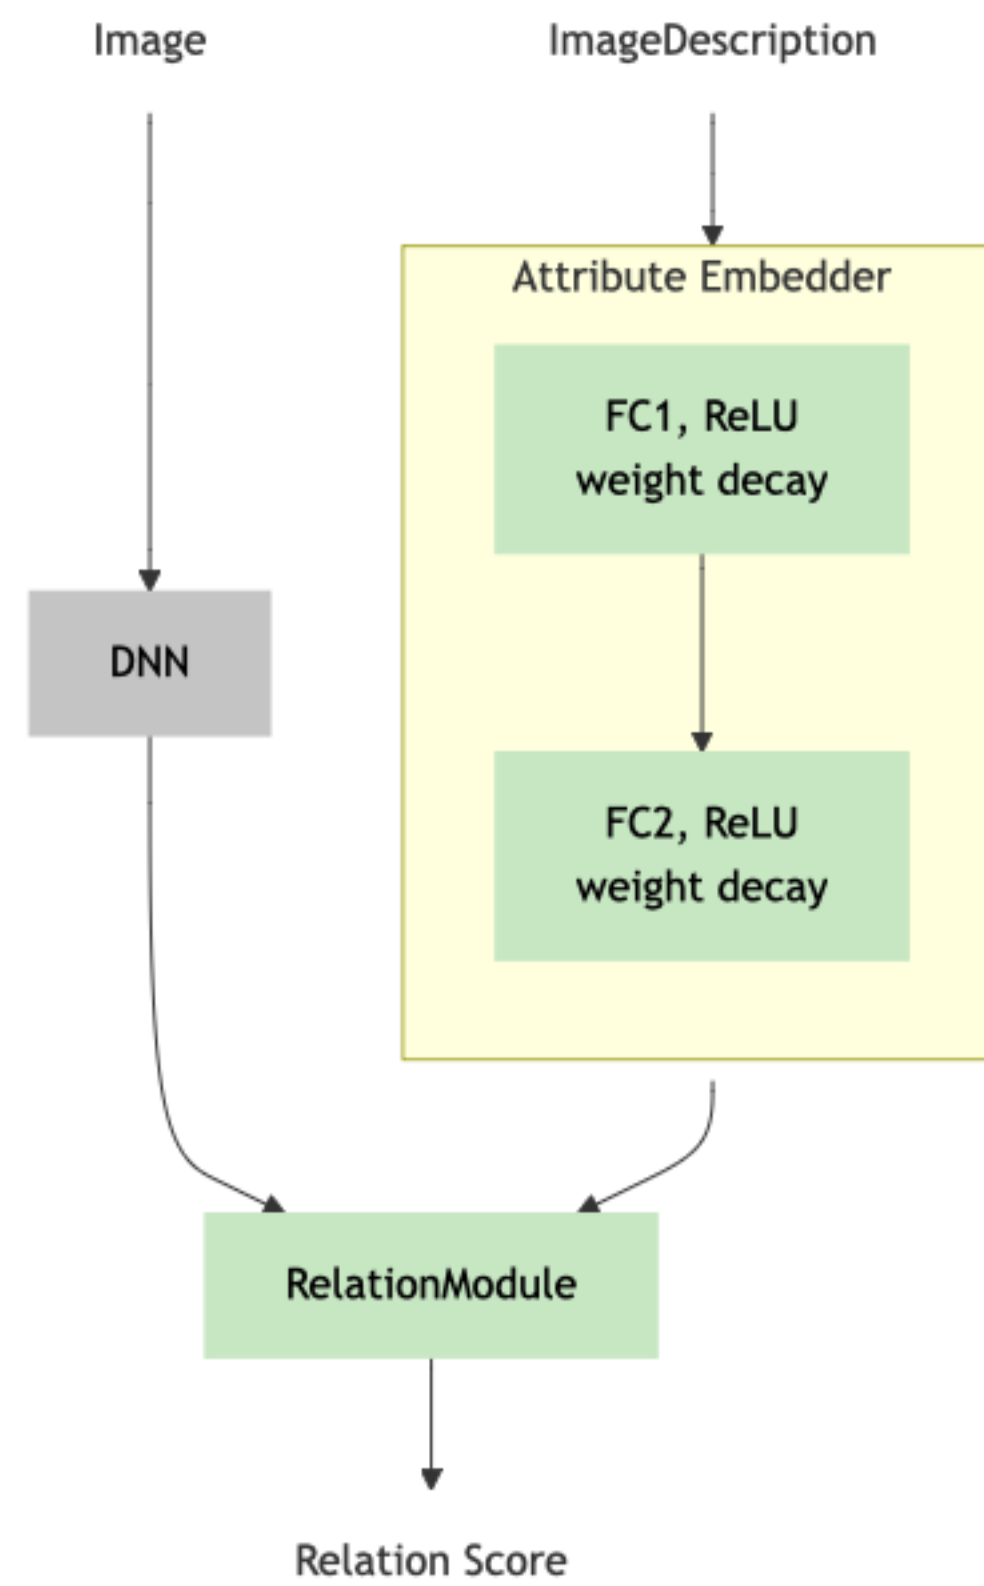 Image
ImageDescription
Attribute Embedder
FC1, ReLU
weight decay
DNN
FC2, ReLU
weight decay
RelationModule
Relation Score